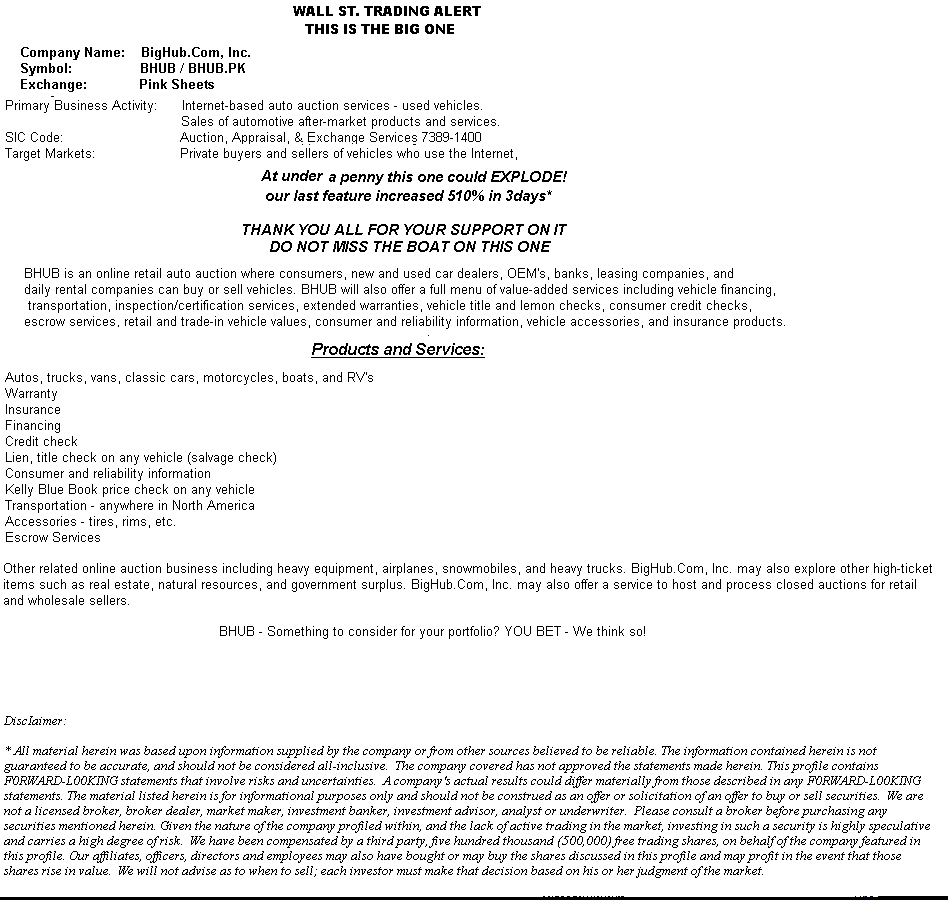 WALL ST. TRADING ALERT
THIS IS THE BIG ONE
Company Name: BigHub.Com, Inc.
Symbol: BHUB / BHUB.PK
Exchange: Pink Sheets
Primary Business Activity: Internet-based auto auction services - used vehicles.
Sales of automotive after-market products and services.
SIC Code: Auction, Appraisal, & Exchange Services 7389-1400
Target Markets: Private buyers and sellers of vehicles who use the Internet,
At under a penny this one could EXPLODE!
our last feature increased 510% in 3days*
THANK YOU ALL FOR YOUR SUPPORT ON IT
DO NOT MISS THE BOAT ON THIS ONE
BHUB is an online retail auto auction where consumers, new and used car dealers, OEM's, banks, leasing companies, and
daily rental companies can buy or sell vehicles. BHUB will also offer a full menu of value-added services including vehicle financing,
transportation, inspection/certification services, extended warranties, vehicle title and lemon checks, consumer credit checks,
escrow services, retail and trade-in vehicle values, consumer and reliability information, vehicle accessories, and insurance products.
Products and Services:
Autos, trucks, vans, classic cars, motorcycles, boats, and RV's
Warranty
Insurance
Financing
Credit check
Lien, title check on any vehicle (salvage check)
Consumer and reliability information
Kelly Blue Book price check on any vehicle
Transportation - anywhere in North America
Accessories - tires, rims, etc.
Escrow Services
Other related online auction business including heavy equipment, airplanes, snowmobiles, and heavy trucks. BigHub.Com, Inc. may also explore other high-ticket
items such as real estate, natural resources, and government surplus. BigHub.Com, Inc. may also offer a service to host and process closed auctions for retail
and wholesale sellers.
BHUB - Something to consider for your portfolio? YOU BET - We think so!
Disclaimer:
* All material herein was based upon information supplied by the company or from other sources believed to be reliable. The information contained herein is not
guaranteed to be accurate, and should not be considered all-inclusive. The company covered has not approved the statements made herein. This profile contains
F0RWARD-L00KING statements that involve risks and uncertainties. A company's actual results could differ materially from those described in any F0RWARD-L00KING
statements. The material listed herein is for informational purposes only and should not be construed as an offer or solicitation of an offer to buy or sell securities. We are
not a licensed broker, broker dealer, market maker, investment banker, investment advisor, analyst or underwriter. Please consult a broker before purchasing any
securities mentioned herein. Given the nature of the company profiled within, and the lack of active trading in the market, investing in such a security is highly speculative
and carries a high degree of risk. We have been compensated by a third party, five hundred thousand (500,000) free trading shares, on behalf of the company featured in
this profile. Our affiliates, officers, directors and employees may also have bought or may buy the shares discussed in this profile and may profit in the event that those
shares rise in value. We will not advise as to when to sell; each investor must make that decision based on his or her judgment of the market.